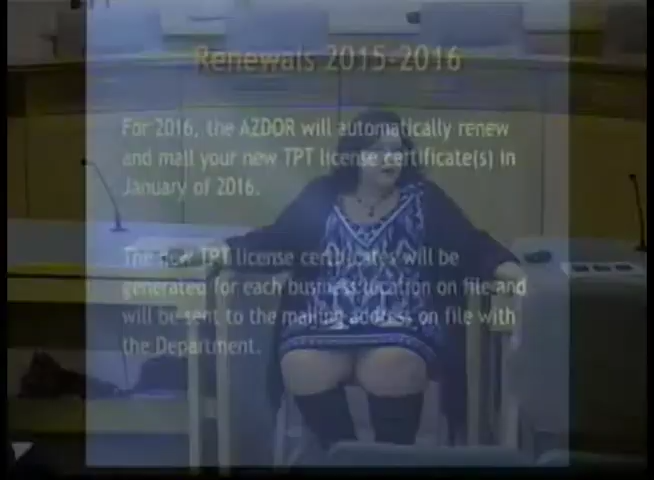 Renewals 2015-2016
For 2016, the AZDOR will automatically renew
and mail your new TPT license certificate(s) in
January of 2016.
The new TPT license certificates will be
generated for each business location on file and
will be sent to the mailing address on file with
the Department.